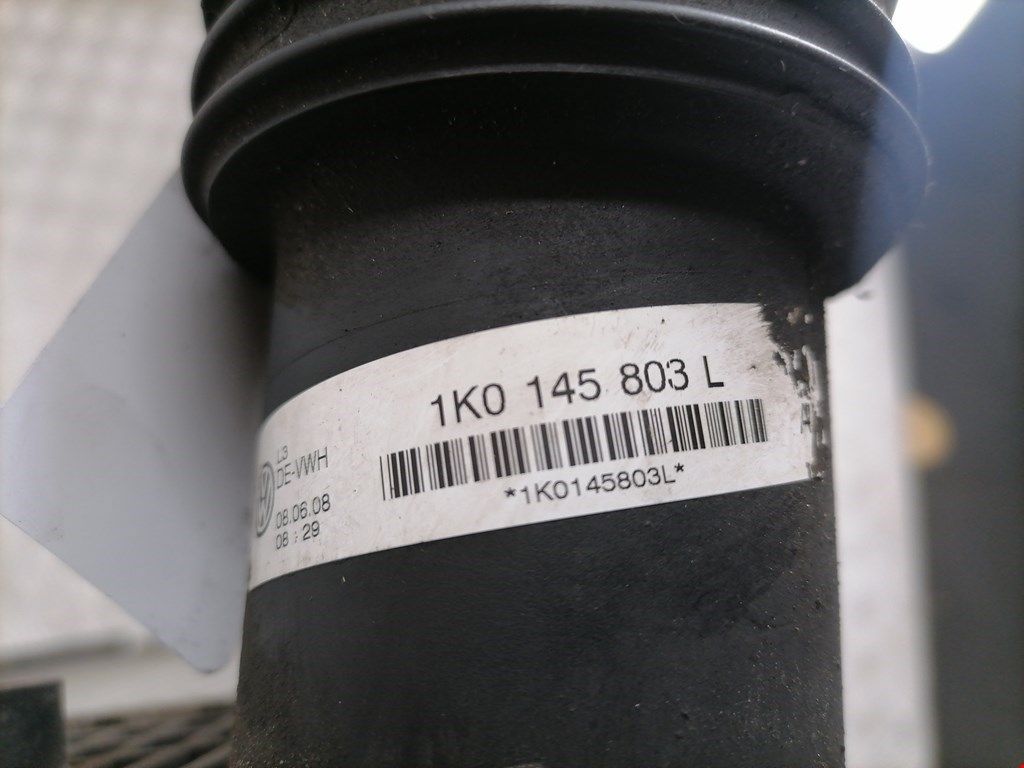 1K0 145 803 L
*1K0145803L*
L3
DE-VWH
08.06.08
08:29